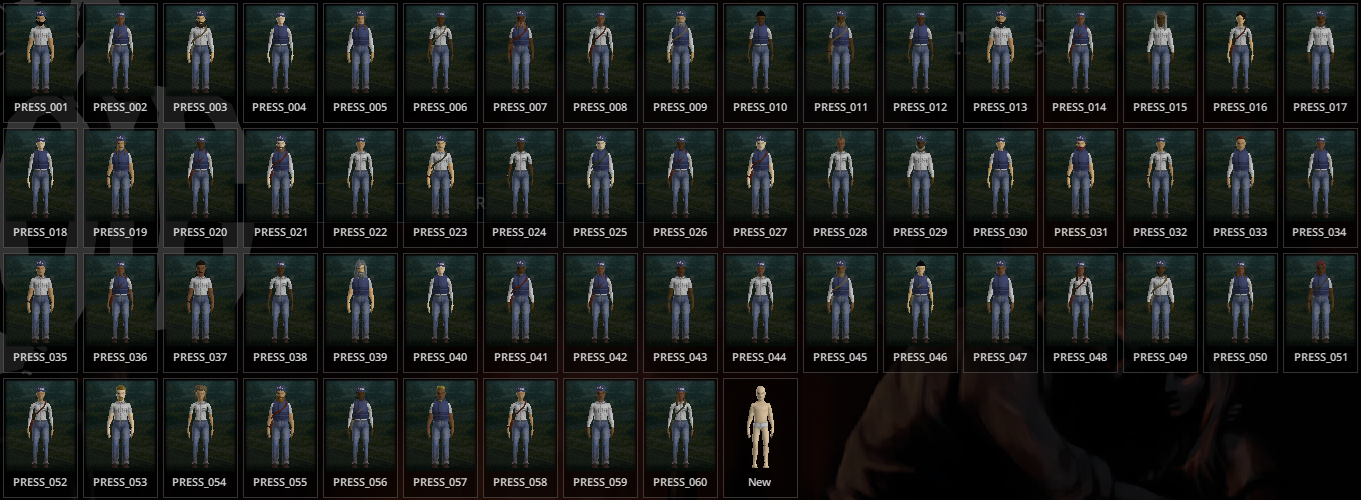 PRESS_001 PRESS_002 PRESS_003 PRESS_004 PRESS_005 PRESS_006 PRESS_007 PRESS_008 PRESS_009 PRESS_010 PRESS_011 PRESS_012 PRESS_013 PRESS_014 PRESS_015 PRESS_016 PRESS_017
PRESS_018 PRESS_019 PRESS_020 PRESS_021 PRESS_022 PRESS_023 PRESS_024 PRESS_025 PRESS_026 PRESS_027 PRESS_028 PRESS_029 PRESS_030 PRESS_031 PRESS_032 PRESS_033 PRESS_034
PRESS_035 PRESS_036 PRESS_037 PRESS_038 PRESS_039 PRESS_040 PRESS_041 PRESS_042 PRESS_043 PRESS_044 PRESS_045 PRESS_046 PRESS_047 PRESS_048 PRESS_049 PRESS_050 PRESS_051
PRESS_052 PRESS_053 PRESS_054 PRESS_055 PRESS_056 PRESS_057 PRESS_058 PRESS_059 PRESS_060 New